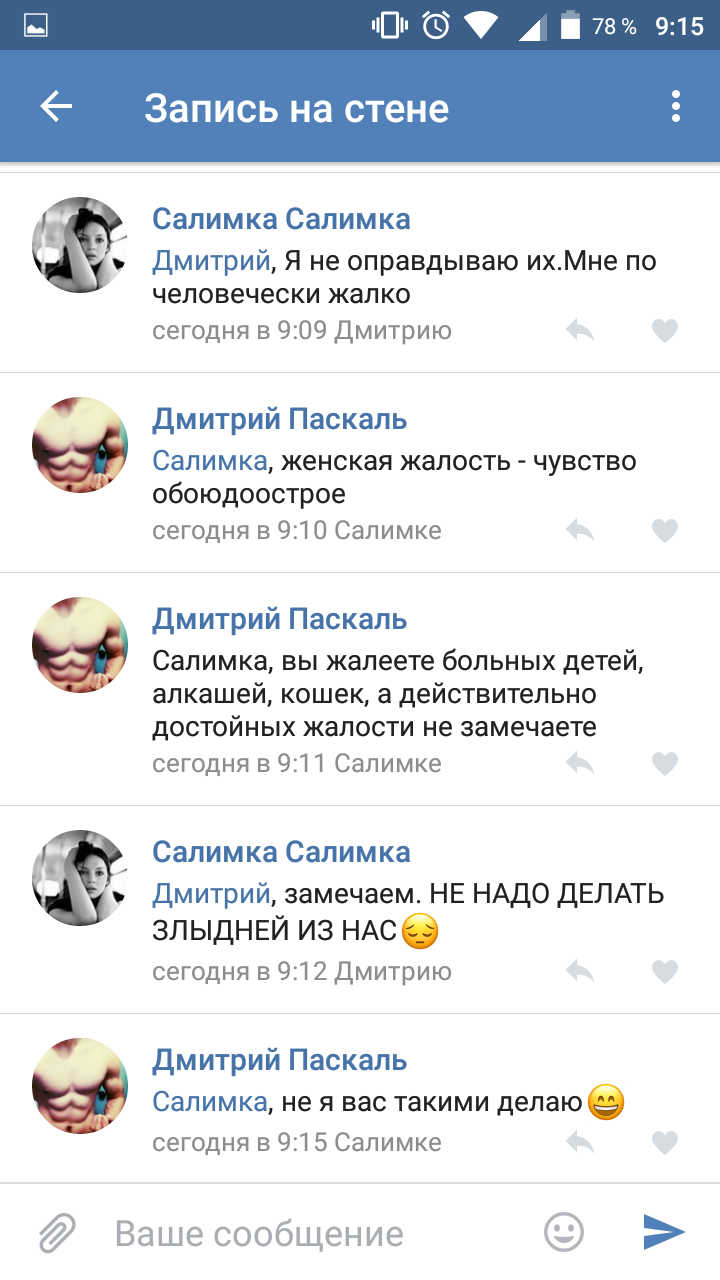 78 % 9:15
Запись на стене
Салимка Салимка
Дмитрий, Я не оправдываю их.Мне по
человечески жалко
сегодня в 9:09 Дмитрию
Дмитрий Паскаль
Салимка, женская жалость - чувство
обоюдоострое
сегодня в 9:10 Салимке
Дмитрий Паскаль
Салимка, вы жалеете больных детей,
алкашей, кошек, а действительно
достойных жалости не замечаете
сегодня в 9:11 Салимке
Салимка Салимка
Дмитрий, замечаем. НЕ НАДО ДЕЛАТЬ
ЗЛЫДНЕЙ ИЗ НАС😔
сегодня в 9:12 Дмитрию
Дмитрий Паскаль
Салимка, не я вас такими делаю😄
сегодня в 9:15 Салимке
Ваше сообщение